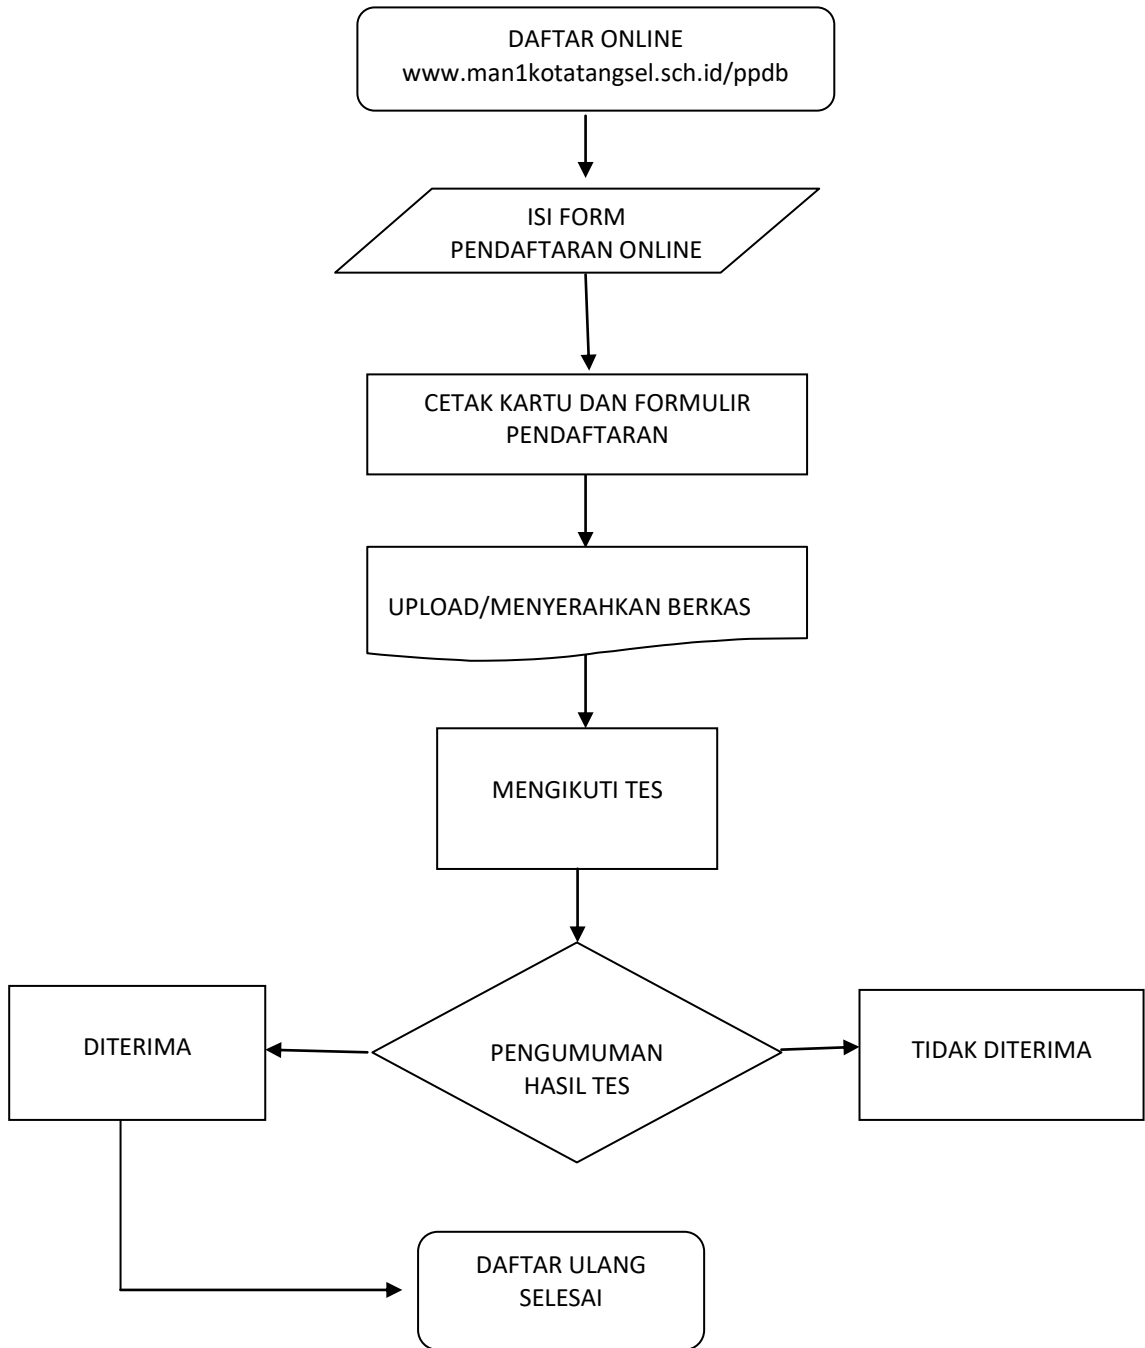 DAFTAR ONLINE
www.man1kotatangsel.sch.id/ppdb
ISI FORM
PENDAFTARAN ONLINE
CETAK KARTU DAN FORMULIR
PENDAFTARAN
UPLOAD/MENYERAHKAN BERKAS
MENGIKUTI TES
DITERIMA
PENGUMUMAN
HASIL TES
TIDAK DITERIMA
DAFTAR ULANG
SELESAI